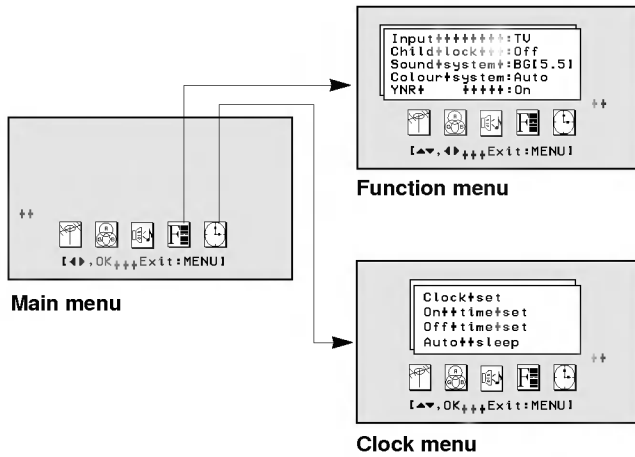 Input‡‡‡‡‡‡‡‡:TV
Child‡lock‡‡‡:Off
Sound‡system‡:BG[5.5]
Colour‡system:Auto
YNR‡ ‡‡‡‡‡:On
‡‡
F
[▲▼,◀▶‡‡‡Exit:MENU]
Function menu
‡‡
F
[◀▶,OK‡‡‡Exit:MENU]
Main menu
Clock‡set
On‡‡time‡set
Off‡time‡set
Auto‡‡sleep
‡‡
F
[▲▼,OK‡‡‡Exit:MENU]
Clock menu